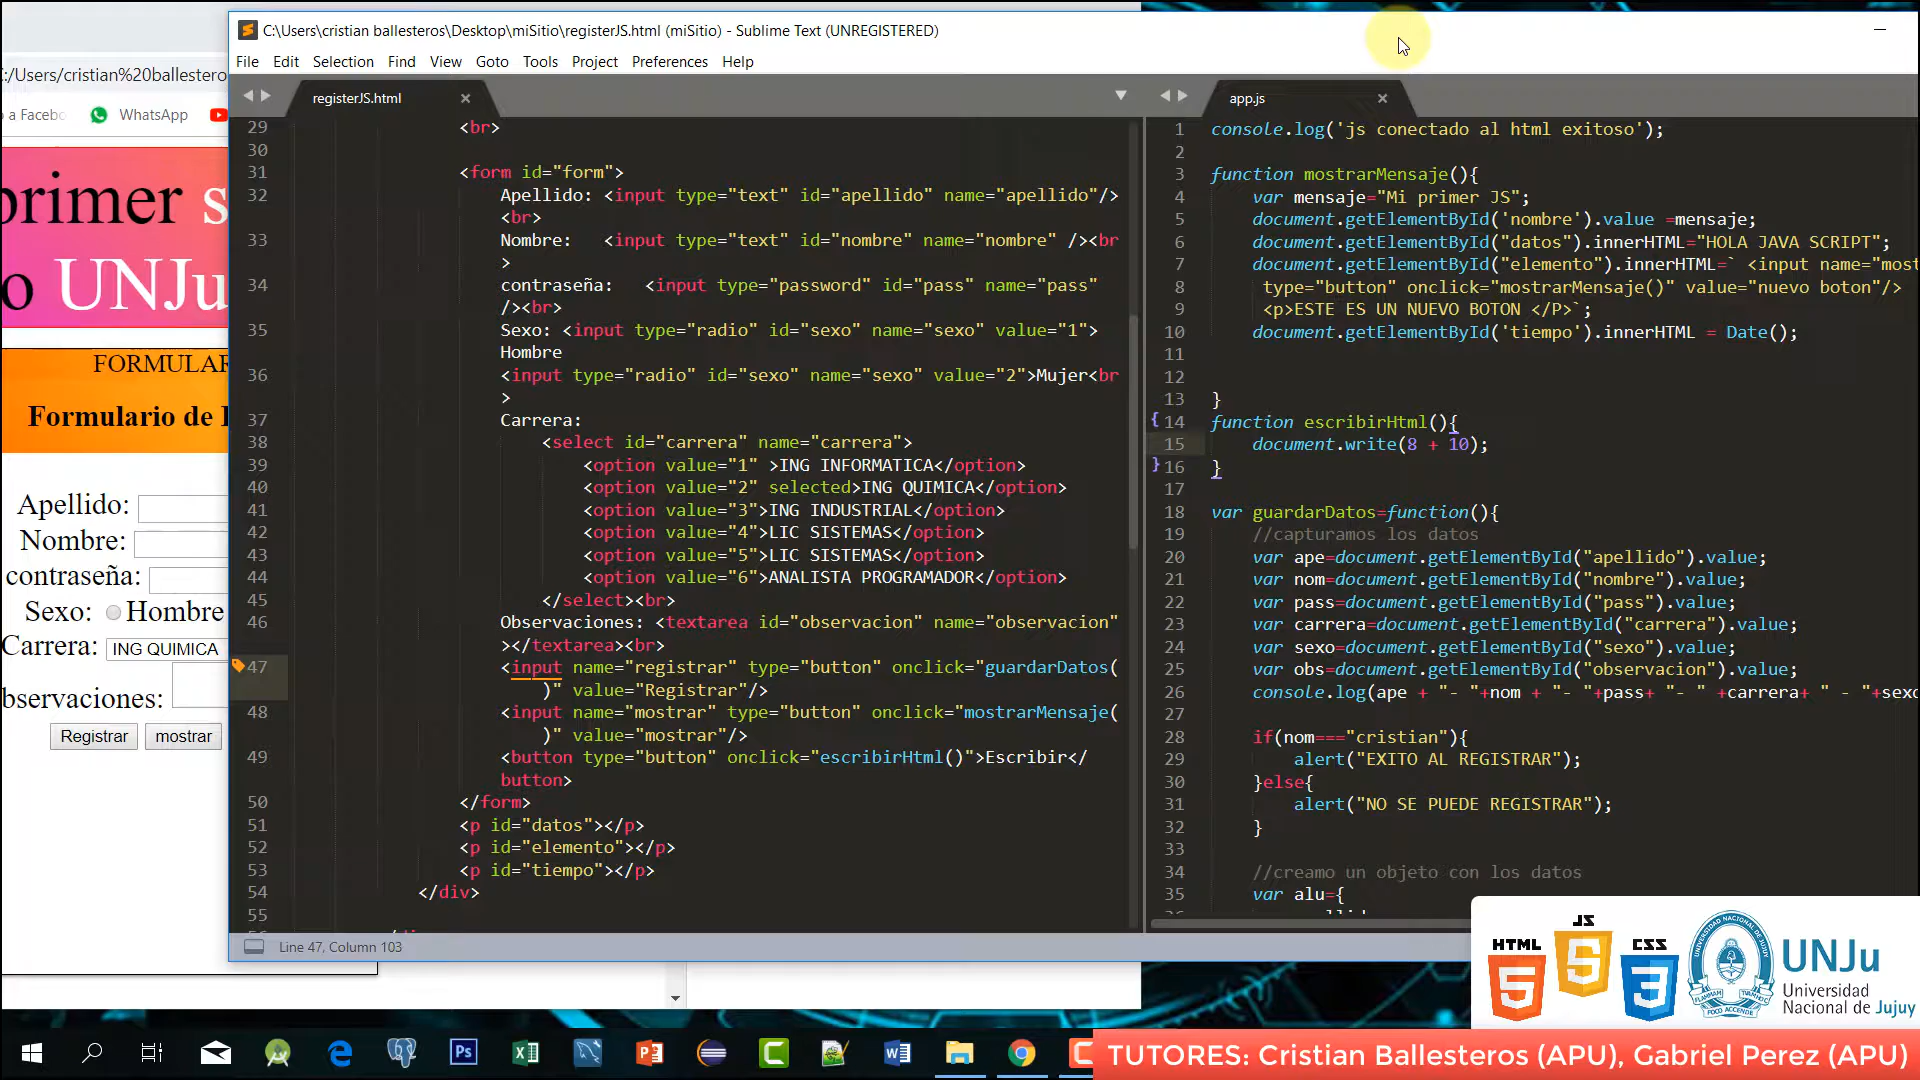 C:\Users\cristian ballesteros\Desktop\miSitio\registerJS.html (miSitio) - Sublime Text (UNREGISTERED)
File Edit Selection Find View Goto Tools Project Preferences Help
:/Users/cristian%20ballestero
a Facebo WhatsApp
primer s
o UNJu
FORMULAR
Formulario de
Apellido:
Nombre:
contraseña:
Sexo: Hombre
Carrera: ING QUIMICA
bservaciones:
Registrar mostrar
registerJS.html
29 <br>
30
31 <form id="form">
32 Apellido: <input type="text" id="apellido" name="apellido"/>
<br>
33 Nombre: <input type="text" id="nombre" name="nombre" /><br
>
34 contraseña: <input type="password" id="pass" name="pass"
/><br>
35 Sexo: <input type="radio" id="sexo" name="sexo" value="1">
Hombre
36 <input type="radio" id="sexo" name="sexo" value="2">Mujer<br
>
37 Carrera:
38 <select id="carrera" name="carrera">
39 <option value="1" >ING INFORMATICA</option>
40 <option value="2" selected>ING QUIMICA</option>
41 <option value="3">ING INDUSTRIAL</option>
42 <option value="4">LIC SISTEMAS</option>
43 <option value="5">LIC SISTEMAS</option>
44 <option value="6">ANALISTA PROGRAMADOR</option>
45 </select><br>
46 Observaciones: <textarea id="observacion" name="observacion"
></textarea><br>
47 <input name="registrar" type="button" onclick="guardarDatos(
)" value="Registrar"/>
48 <input name="mostrar" type="button" onclick="mostrarMensaje(
)" value="mostrar"/>
49 <button type="button" onclick="escribirHtml()">Escribir</
button>
50 </form>
51 <p id="datos"></p>
52 <p id="elemento"></p>
53 <p id="tiempo"></p>
54 </div>
55
Line 47, Column 103
app.js
1 console.log('js conectado al html exitoso');
2
3 function mostrarMensaje(){
4 var mensaje="Mi primer JS";
5 document.getElementById('nombre').value =mensaje;
6 document.getElementById("datos").innerHTML="HOLA JAVA SCRIPT";
7 document.getElementById("elemento").innerHTML=` <input name="most
8 type="button" onclick="mostrarMensaje()" value="nuevo boton"/>
9 <p>ESTE ES UN NUEVO BOTON </P>`;
10 document.getElementById('tiempo').innerHTML = Date();
11
12
13 }
14 function escribirHtml(){
15 document.write(8 + 10);
16 }
17
18 var guardarDatos=function(){
19 //capturamos los datos
20 var ape=document.getElementById("apellido").value;
21 var nom=document.getElementById("nombre").value;
22 var pass=document.getElementById("pass").value;
23 var carrera=document.getElementById("carrera").value;
24 var sexo=document.getElementById("sexo").value;
25 var obs=document.getElementById("observacion").value;
26 console.log(ape + "- "+nom + "- "+pass+ "- " +carrera+ " - "+sexo
27
28 if(nom==="cristian"){
29 alert("EXITO AL REGISTRAR");
30 }else{
31 alert("NO SE PUEDE REGISTRAR");
32 }
33
34 //creamo un objeto con los datos
35 var alu={
HTML JS CSS
5 5 3
UNJu
Universidad
Nacional de Jujuy
TUTORES: Cristian Ballesteros (APU), Gabriel Perez (APU)